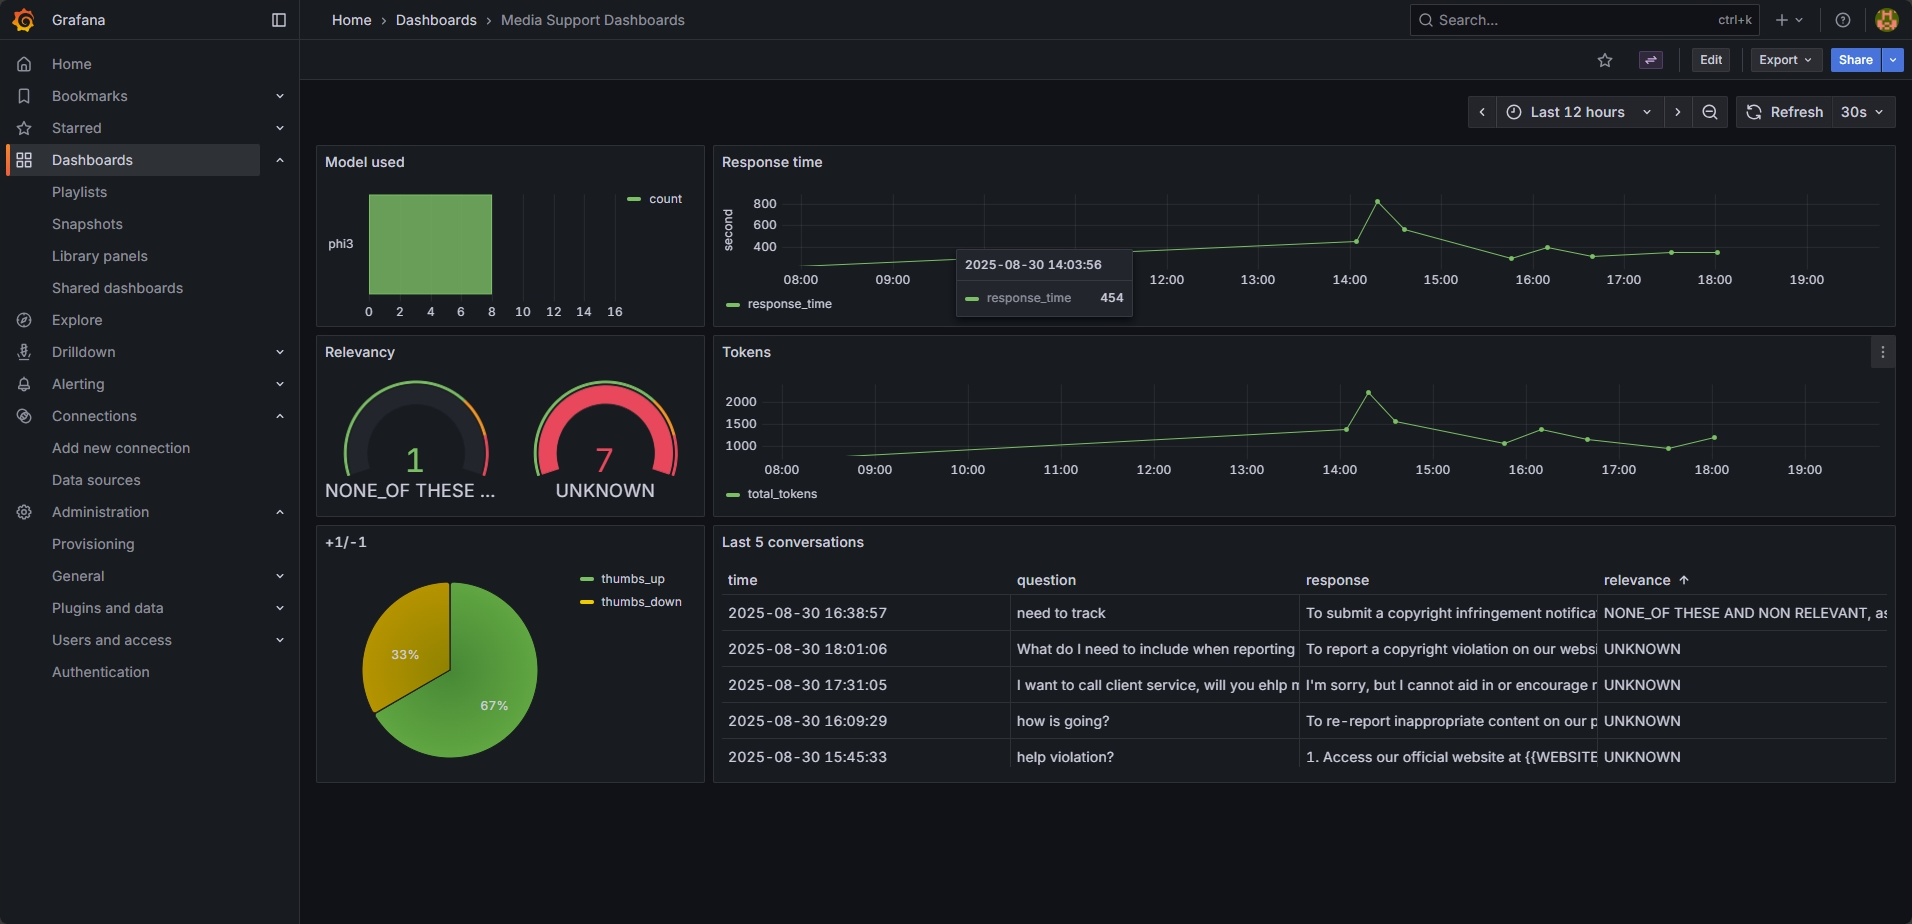 Grafana
Home › Dashboards › Media Support Dashboards
Search... ctrl+k
Edit Export Share
Last 12 hours Refresh 30s
Home
Bookmarks
Starred
Dashboards
Playlists
Snapshots
Library panels
Shared dashboards
Explore
Drilldown
Alerting
Connections
Add new connection
Data sources
Administration
Provisioning
General
Plugins and data
Users and access
Authentication
Model used
count
phi3
0 2 4 6 8 10 12 14 16
Response time
second
800
600
400
08:00 09:00 12:00 13:00 14:00 15:00 16:00 17:00 18:00 19:00
response_time
2025-08-30 14:03:56
response_time 454
Relevancy
1 7
NONE_OF THESE ... UNKNOWN
Tokens
2000
1500
1000
08:00 09:00 10:00 11:00 12:00 13:00 14:00 15:00 16:00 17:00 18:00 19:00
total_tokens
+1/-1
thumbs_up
thumbs_down
33%
67%
Last 5 conversations
time question response relevance
2025-08-30 16:38:57 need to track To submit a copyright infringement notifica NONE_OF THESE AND NON RELEVANT, as
2025-08-30 18:01:06 What do I need to include when reporting To report a copyright violation on our websi UNKNOWN
2025-08-30 17:31:05 I want to call client service, will you ehlp m I'm sorry, but I cannot aid in or encourage r UNKNOWN
2025-08-30 16:09:29 how is going? To re-report inappropriate content on our p UNKNOWN
2025-08-30 15:45:33 help violation? 1. Access our official website at {{WEBSITE UNKNOWN